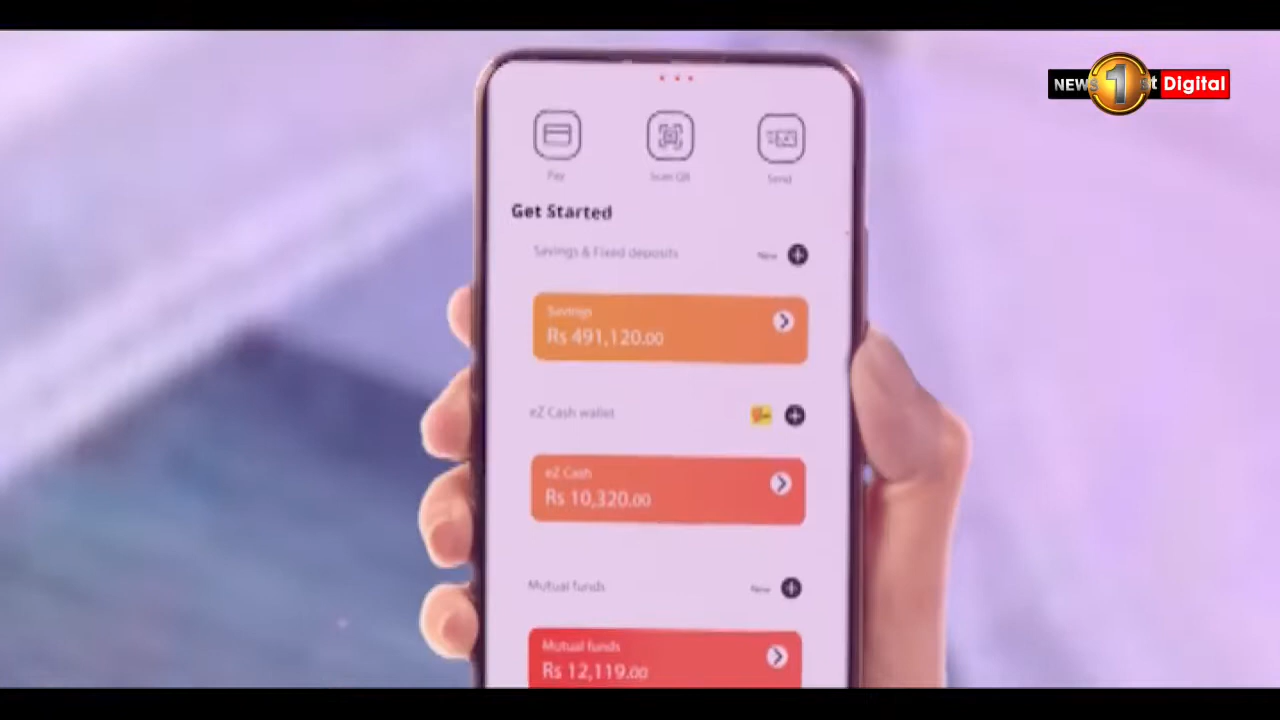 NEWS 1st Digital
Pay
Scan QR
Send
Get Started
Savings & Fixed deposits
New
Savings
Rs 491,120.00
eZ Cash wallet
eZ Cash
Rs 10,320.00
Mutual funds
New
Mutual funds
Rs 12,119.00